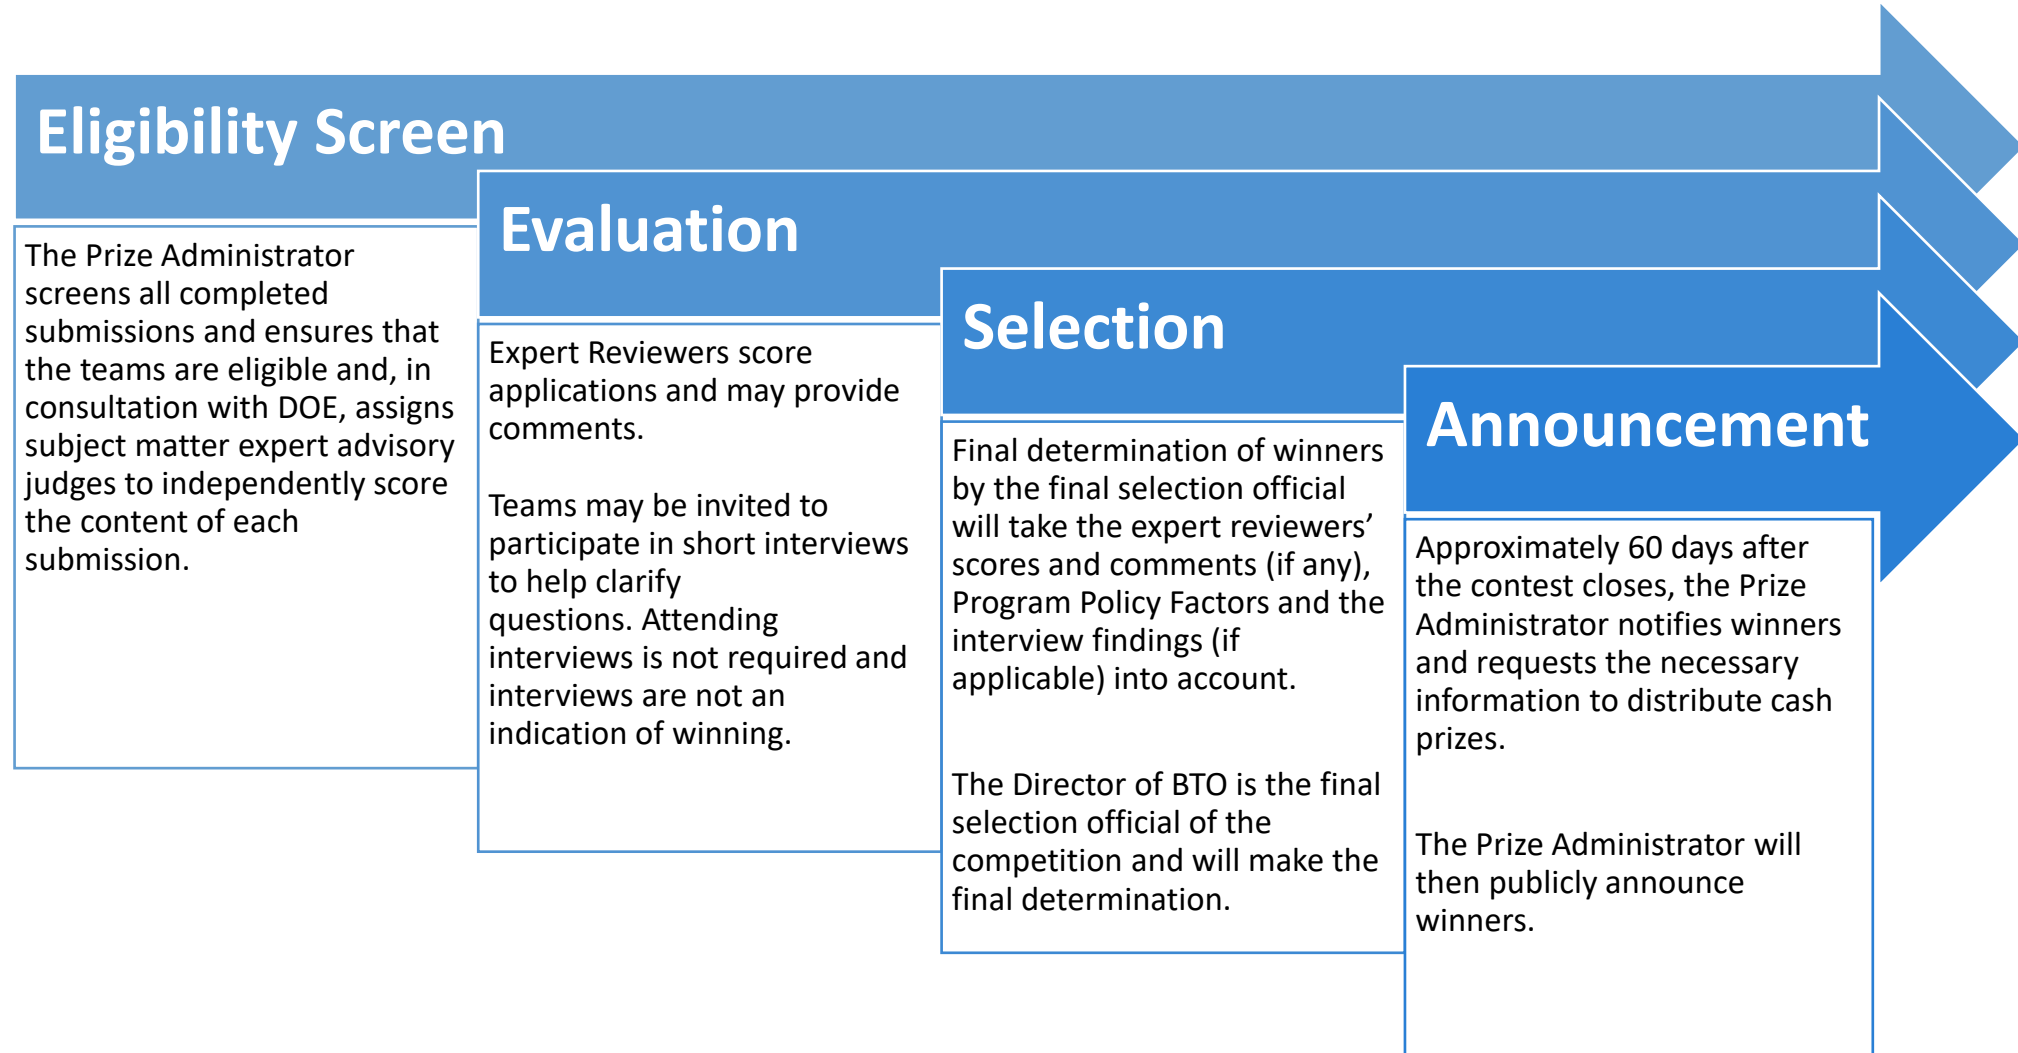 Eligibility Screen
The Prize Administrator
screens all completed
submissions and ensures that
the teams are eligible and, in
consultation with DOE, assigns
subject matter expert advisory
judges to independently score
the content of each
submission.
Evaluation
Expert Reviewers score
applications and may provide
comments.
Teams may be invited to
participate in short interviews
to help clarify
questions. Attending
interviews is not required and
interviews are not an
indication of winning.
Selection
Final determination of winners
by the final selection official
will take the expert reviewers’
scores and comments (if any),
Program Policy Factors and the
interview findings (if
applicable) into account.
The Director of BTO is the final
selection official of the
competition and will make the
final determination.
Announcement
Approximately 60 days after
the contest closes, the Prize
Administrator notifies winners
and requests the necessary
information to distribute cash
prizes.
The Prize Administrator will
then publicly announce
winners.